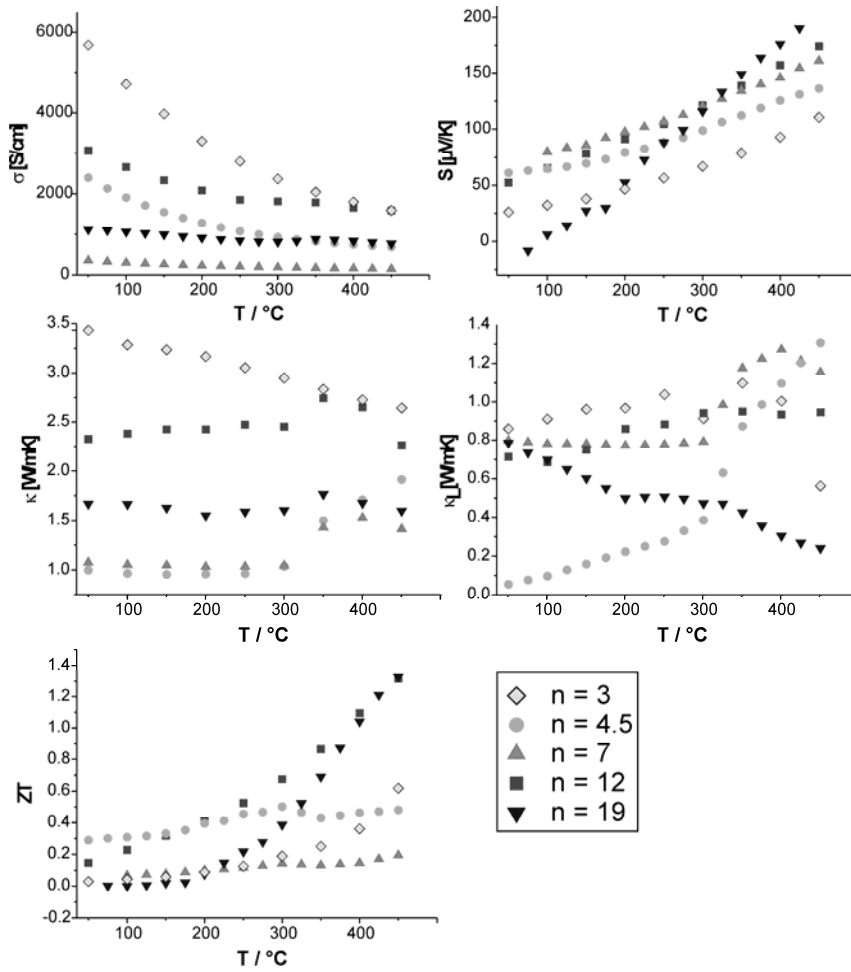 6000
4000
2000
0
σ [S/cm]
100 200 300 400
T / °C
200
150
100
50
0
S [µV/K]
100 200 300 400
T / °C
3.5
3.0
2.5
2.0
1.5
1.0
κ [W/mK]
100 200 300 400
T / °C
1.4
1.2
1.0
0.8
0.6
0.4
0.2
0.0
κL[W/mK]
100 200 300 400
T / °C
1.4
1.2
1.0
0.8
0.6
0.4
0.2
0.0
-0.2
ZT
100 200 300 400
T / °C
n = 3
n = 4.5
n = 7
n = 12
n = 19